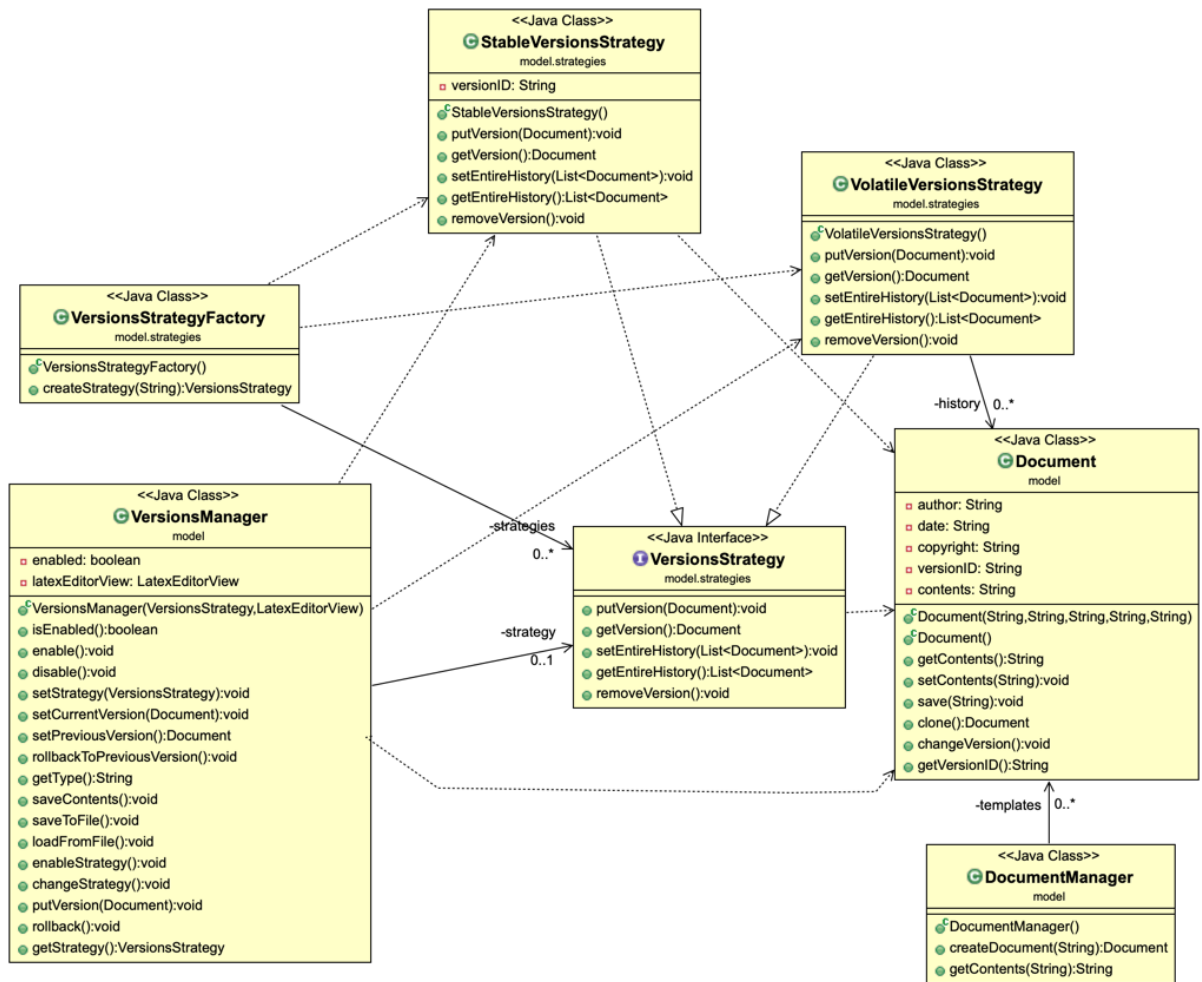 <<Java Class>>
StableVersionsStrategy
model.strategies
versionID: String
StableVersionsStrategy()
putVersion(Document):void
getVersion():Document
setEntireHistory(List<Document>):void
getEntireHistory():List<Document>
removeVersion():void
<<Java Class>>
VolatileVersionsStrategy
model.strategies
VolatileVersionsStrategy()
putVersion(Document):void
getVersion():Document
setEntireHistory(List<Document>):void
getEntireHistory():List<Document>
removeVersion():void
<<Java Class>>
VersionsStrategyFactory
model.strategies
VersionsStrategyFactory()
createStrategy(String):VersionsStrategy
-history 0..*
<<Java Class>>
Document
model
author: String
date: String
copyright: String
versionID: String
contents: String
Document(String,String,String,String,String)
Document()
getContents():String
setContents(String):void
save(String):void
clone():Document
changeVersion():void
getVersionID():String
<<Java Class>>
VersionsManager
model
enabled: boolean
latexEditorView: LatexEditorView
VersionsManager(VersionsStrategy,LatexEditorView)
isEnabled():boolean
enable():void
disable():void
setStrategy(VersionsStrategy):void
setCurrentVersion(Document):void
setPreviousVersion():Document
rollbackToPreviousVersion():void
getType():String
saveContents():void
saveToFile():void
loadFromFile():void
enableStrategy():void
changeStrategy():void
putVersion(Document):void
rollback():void
getStrategy():VersionsStrategy
-strategies
0..*
-strategy
0..1
<<Java Interface>>
VersionsStrategy
model.strategies
putVersion(Document):void
getVersion():Document
setEntireHistory(List<Document>):void
getEntireHistory():List<Document>
removeVersion():void
-templates 0..*
<<Java Class>>
DocumentManager
model
DocumentManager()
createDocument(String):Document
getContents(String):String